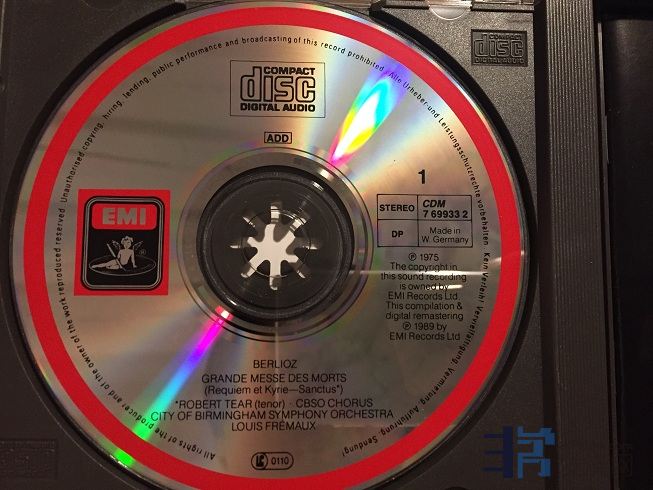 COMPACT
disc
DIGITAL AUDIO
COMPACT
disc
DIGITAL AUDIO
ADD
1
EMI
STEREO
CDM
7 69933 2
DP
Made in
W. Germany
℗ 1975
The copyright in
this sound recording
is owned by
EMI Records Ltd.
This compilation &
digital remastering
℗ 1989 by
EMI Records Ltd
BERLIOZ
GRANDE MESSE DES MORTS
(Requiem et Kyrie—Sanctus*)
*ROBERT TEAR (tenor) · CBSO CHORUS
CITY OF BIRMINGHAM SYMPHONY ORCHESTRA
LOUIS FRÉMAUX
LC 0110
All rights of the producer and of the owner of the work reproduced reserved. Unauthorised copying, hiring, lending, public performance and broadcasting of this record prohibited · Alle Urheber- und Leistungsschutzrechte vorbehalten · Kein Verleih! Vervielfältigung, Vermietung, Aufführung, Sendung!